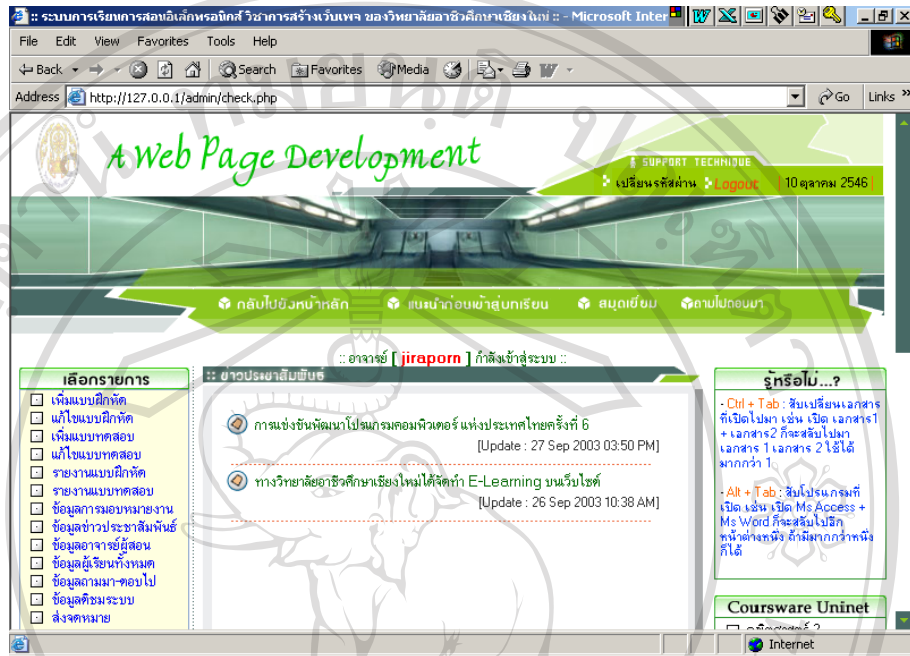 :: ระบบการเรียนการสอนอิเล็กทรอนิกส์ วิชาการสร้างเว็บเพจ ของวิทยาลัยอาชีวศึกษาเชียงใหม่ :: - Microsoft Inter
File Edit View Favorites Tools Help
Back Search Favorites Media
Address http://127.0.0.1/admin/check.php Go Links »
A Web Page Development
SUPPORT TECHNIQUE
เปลี่ยนรหัสผ่าน Logout | 10 ตุลาคม 2546 |
กลับไปยังหน้าหลัก แนะนำก่อนเข้าสู่บทเรียน สมุดเยี่ยม ถามไปตอบมา
:: อาจารย์ [ jiraporn ] กำลังเข้าสู่ระบบ ::
เลือกรายการ
เพิ่มแบบฝึกหัด
แก้ไขแบบฝึกหัด
เพิ่มแบบทดสอบ
แก้ไขแบบทดสอบ
รายงานแบบฝึกหัด
รายงานแบบทดสอบ
ข้อมูลการมอบหมายงาน
ข้อมูลข่าวประชาสัมพันธ์
ข้อมูลอาจารย์ผู้สอน
ข้อมูลผู้เรียนทั้งหมด
ข้อมูลถามมา-ตอบไป
ข้อมูลติชมระบบ
ส่งจดหมาย
:: ข่าวประชาสัมพันธ์
การแข่งขันพัฒนาโปรแกรมคอมพิวเตอร์ แห่งประเทศไทยครั้งที่ 6
[Update : 27 Sep 2003 03:50 PM]
ทางวิทยาลัยอาชีวศึกษาเชียงใหม่ได้จัดทำ E-Learning บนเว็บไซต์
[Update : 26 Sep 2003 10:38 AM]
รู้หรือไม่...?
- Ctrl + Tab : สับเปลี่ยนเอกสาร
ที่เปิดไปมา เช่น เปิด เอกสาร1
+ เอกสาร2 ก็จะสลับไปมา
เอกสาร 1 เอกสาร 2 ใช้ได้
มากกว่า 1
- Alt + Tab : สับโปรแกรมที่
เปิด เช่น เปิด Ms Access +
Ms Word ก็จะสลับไปอีก
หน้าต่างหนึ่ง ถ้ามีมากกว่าหนึ่ง
ก็ได้
Coursware Uninet
Internet